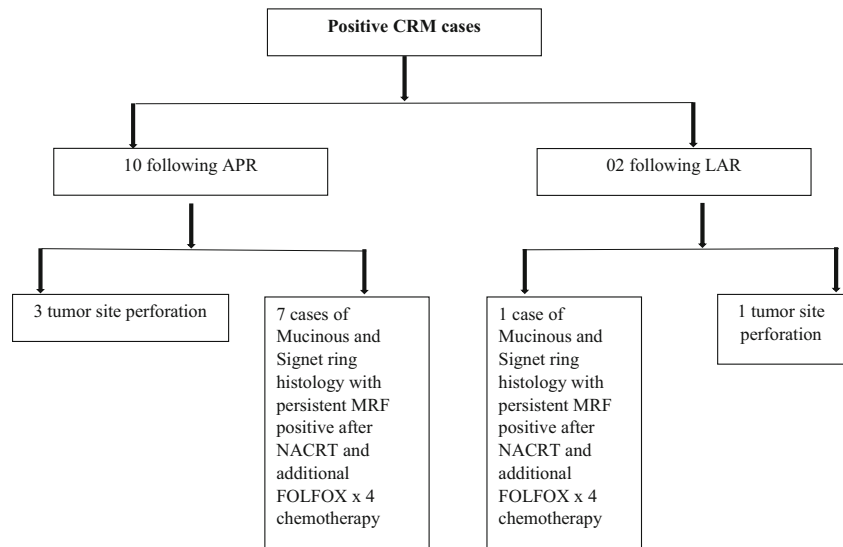 Positive CRM cases
10 following APR
02 following LAR
3 tumor site perforation
7 cases of
Mucinous and
Signet ring
histology with
persistent MRF
positive after
NACRT and
additional
FOLFOX x 4
chemotherapy
1 case of
Mucinous and
Signet ring
histology with
persistent MRF
positive after
NACRT and
additional
FOLFOX x 4
chemotherapy
1 tumor site
perforation